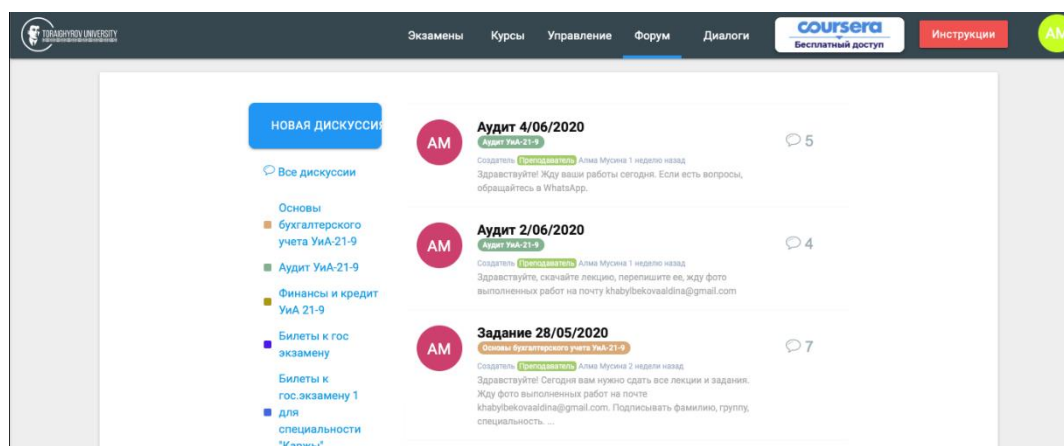 TORAIGHYROV UNIVERSITY
Экзамены
Курсы
Управление
Форум
Диалоги
coursera
Бесплатный доступ
Инструкции
AM
НОВАЯ ДИСКУССИЯ
Все дискуссии
Основы
бухгалтерского
учета УиА-21-9
Аудит УиА-21-9
Финансы и кредит
УиА 21-9
Билеты к гос
экзамену
Билеты к
гос.экзамену 1
для
специальности
"Қаржы"
АМ
Аудит 4/06/2020
Аудит УиА-21-9
Создатель Преподаватель Алма Мусина 1 неделю назад
Здравствуйте! Жду ваши работы сегодня. Если есть вопросы,
обращайтесь в WhatsApp.
5
АМ
Аудит 2/06/2020
Аудит УиА-21-9
Создатель Преподаватель Алма Мусина 1 неделю назад
Здравствуйте, скачайте лекцию, перепишите ее, жду фото
выполненных работ на почту khabylbekovaaldina@gmail.com
4
АМ
Задание 28/05/2020
Основы бухгалтерского учета УиА-21-9
Создатель Преподаватель Алма Мусина 2 недели назад
Здравствуйте! Сегодня вам нужно сдать все лекции и задания.
Жду фото выполненных работ на почте
khabylbekovaaldina@gmail.com. Подписывать фамилию, группу,
специальность. ...
7